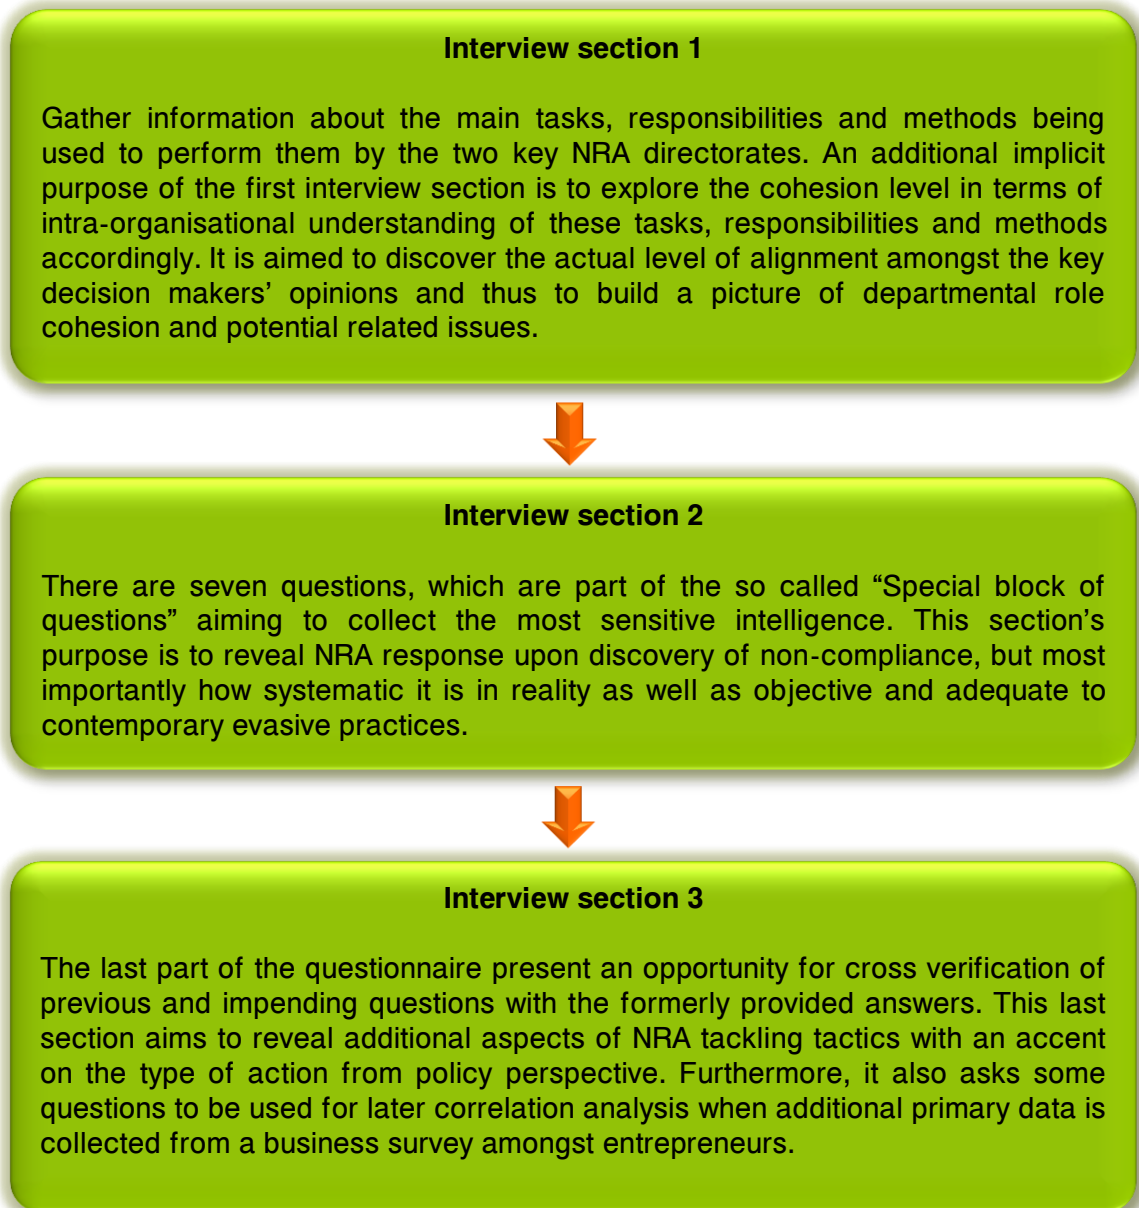 Interview section 1
Gather information about the main tasks, responsibilities and methods being
used to perform them by the two key NRA directorates. An additional implicit
purpose of the first interview section is to explore the cohesion level in terms of
intra-organisational understanding of these tasks, responsibilities and methods
accordingly. It is aimed to discover the actual level of alignment amongst the key
decision makers’ opinions and thus to build a picture of departmental role
cohesion and potential related issues.
Interview section 2
There are seven questions, which are part of the so called “Special block of
questions” aiming to collect the most sensitive intelligence. This section’s
purpose is to reveal NRA response upon discovery of non-compliance, but most
importantly how systematic it is in reality as well as objective and adequate to
contemporary evasive practices.
Interview section 3
The last part of the questionnaire present an opportunity for cross verification of
previous and impending questions with the formerly provided answers. This last
section aims to reveal additional aspects of NRA tackling tactics with an accent
on the type of action from policy perspective. Furthermore, it also asks some
questions to be used for later correlation analysis when additional primary data is
collected from a business survey amongst entrepreneurs.